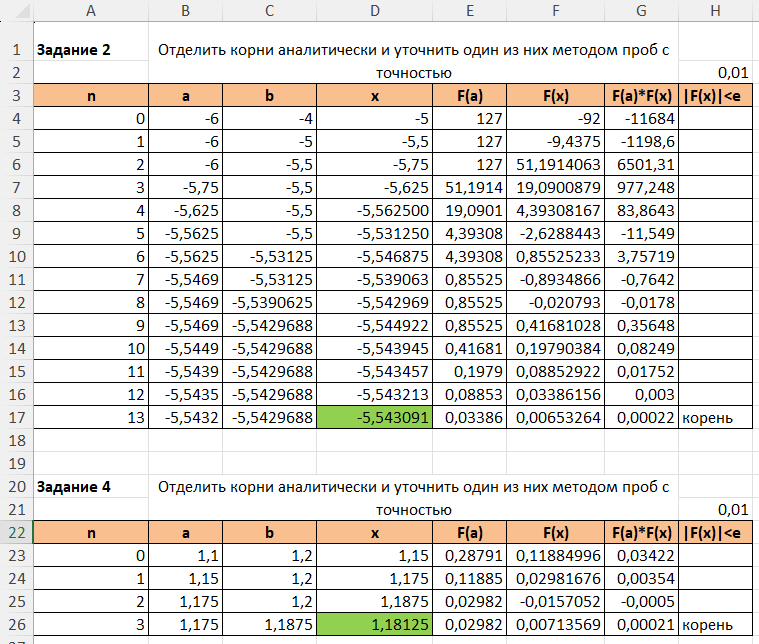 A B C D E F G H
1 Задание 2 Отделить корни аналитически и уточнить один из них методом проб с
2 точностью 0,01
3 n a b x F(a) F(x) F(a)*F(x) |F(x)|<e
4 0 -6 -4 -5 127 -92 -11684
5 1 -6 -5 -5,5 127 -9,4375 -1198,6
6 2 -6 -5,5 -5,75 127 51,1914063 6501,31
7 3 -5,75 -5,5 -5,625 51,1914 19,0900879 977,248
8 4 -5,625 -5,5 -5,562500 19,0901 4,39308167 83,8643
9 5 -5,5625 -5,5 -5,531250 4,39308 -2,6288443 -11,549
10 6 -5,5625 -5,53125 -5,546875 4,39308 0,85525233 3,75719
11 7 -5,5469 -5,53125 -5,539063 0,85525 -0,8934866 -0,7642
12 8 -5,5469 -5,5390625 -5,542969 0,85525 -0,020793 -0,0178
13 9 -5,5469 -5,5429688 -5,544922 0,85525 0,41681028 0,35648
14 10 -5,5449 -5,5429688 -5,543945 0,41681 0,19790384 0,08249
15 11 -5,5439 -5,5429688 -5,543457 0,1979 0,08852922 0,01752
16 12 -5,5435 -5,5429688 -5,543213 0,08853 0,03386156 0,003
17 13 -5,5432 -5,5429688 -5,543091 0,03386 0,00653264 0,00022 корень
18
19
20 Задание 4 Отделить корни аналитически и уточнить один из них методом проб с
21 точностью 0,01
22 n a b x F(a) F(x) F(a)*F(x) |F(x)|<e
23 0 1,1 1,2 1,15 0,28791 0,11884996 0,03422
24 1 1,15 1,2 1,175 0,11885 0,02981676 0,00354
25 2 1,175 1,2 1,1875 0,02982 -0,0157052 -0,0005
26 3 1,175 1,1875 1,18125 0,02982 0,00713569 0,00021 корень